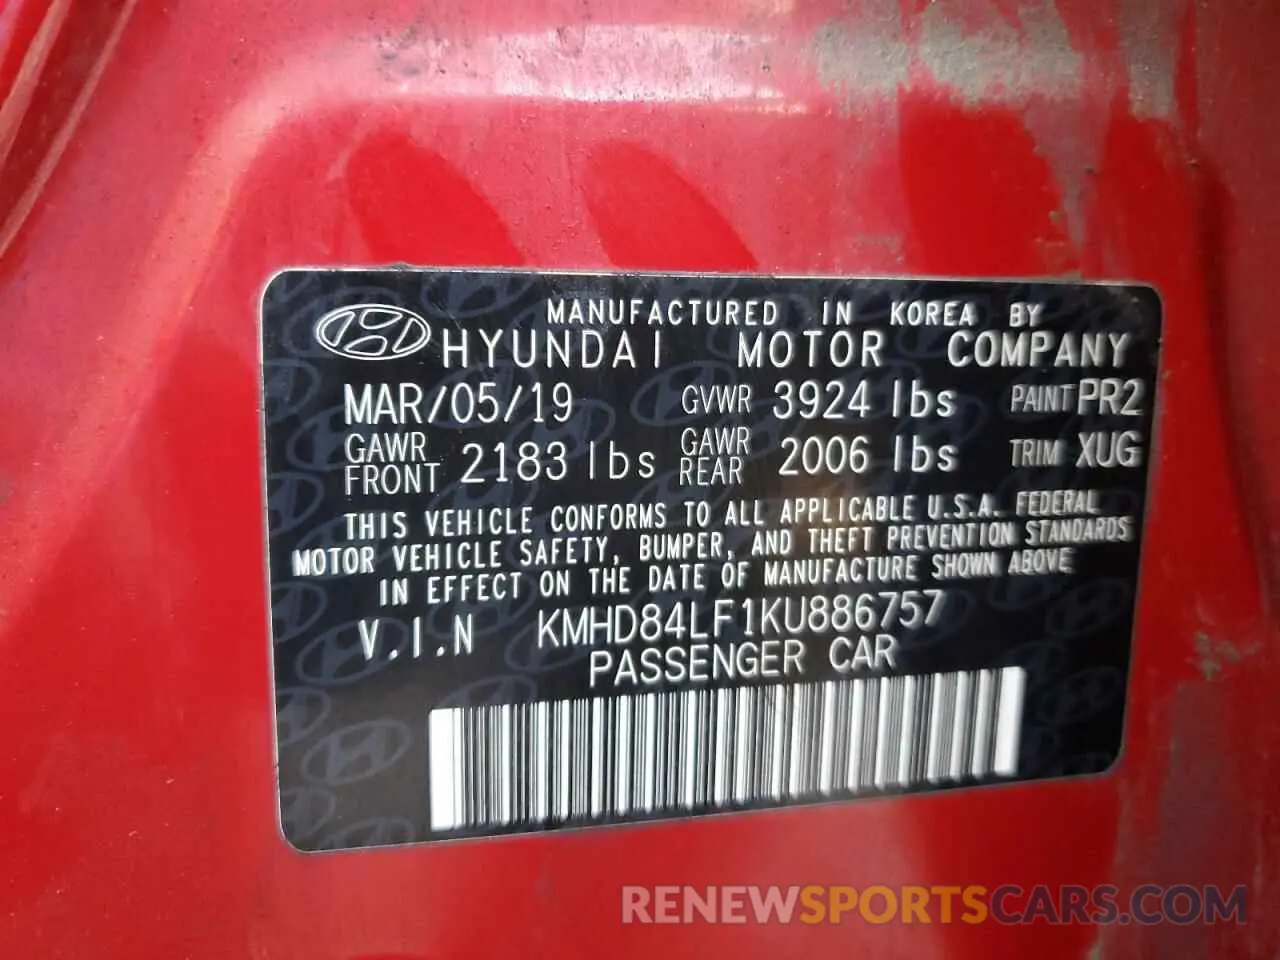 MANUFACTURED IN KOREA BY
HYUNDAI MOTOR COMPANY
MAR/05/19 GVWR 3924 lbs PAINT PR2
GAWR FRONT 2183 lbs GAWR REAR 2006 lbs TRIM XUG
THIS VEHICLE CONFORMS TO ALL APPLICABLE U.S.A. FEDERAL
MOTOR VEHICLE SAFETY, BUMPER, AND THEFT PREVENTION STANDARDS
IN EFFECT ON THE DATE OF MANUFACTURE SHOWN ABOVE
V.I.N KMHD84LF1KU886757
PASSENGER CAR
RENEWSPORTSCARS.COM